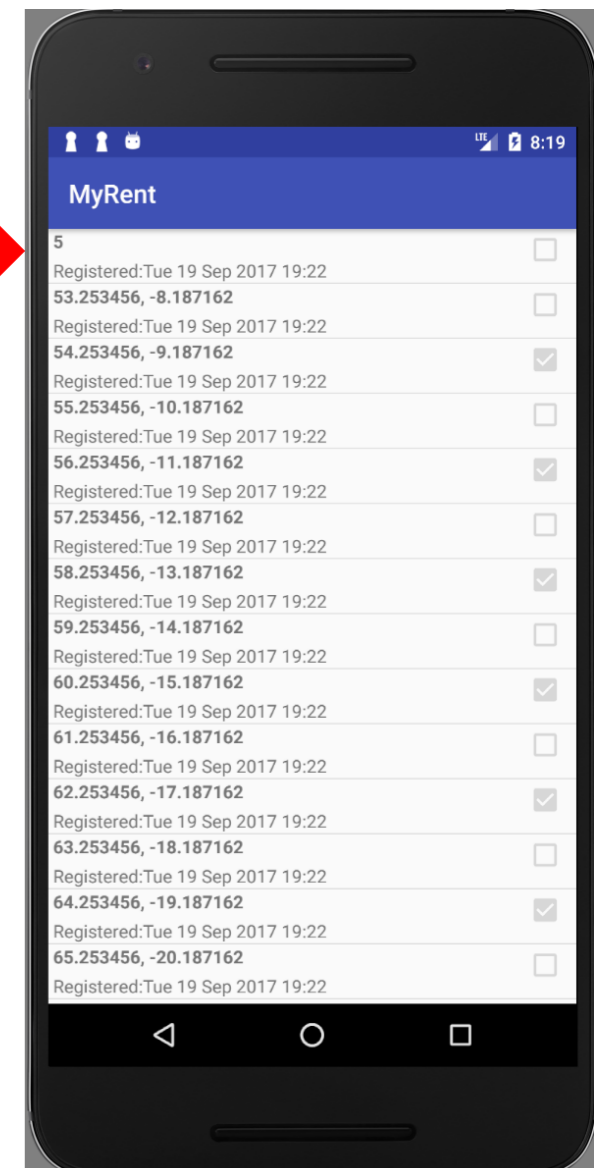 LTE 8:19
MyRent
5
Registered:Tue 19 Sep 2017 19:22
53.253456, -8.187162
Registered:Tue 19 Sep 2017 19:22
54.253456, -9.187162
Registered:Tue 19 Sep 2017 19:22
55.253456, -10.187162
Registered:Tue 19 Sep 2017 19:22
56.253456, -11.187162
Registered:Tue 19 Sep 2017 19:22
57.253456, -12.187162
Registered:Tue 19 Sep 2017 19:22
58.253456, -13.187162
Registered:Tue 19 Sep 2017 19:22
59.253456, -14.187162
Registered:Tue 19 Sep 2017 19:22
60.253456, -15.187162
Registered:Tue 19 Sep 2017 19:22
61.253456, -16.187162
Registered:Tue 19 Sep 2017 19:22
62.253456, -17.187162
Registered:Tue 19 Sep 2017 19:22
63.253456, -18.187162
Registered:Tue 19 Sep 2017 19:22
64.253456, -19.187162
Registered:Tue 19 Sep 2017 19:22
65.253456, -20.187162
Registered:Tue 19 Sep 2017 19:22